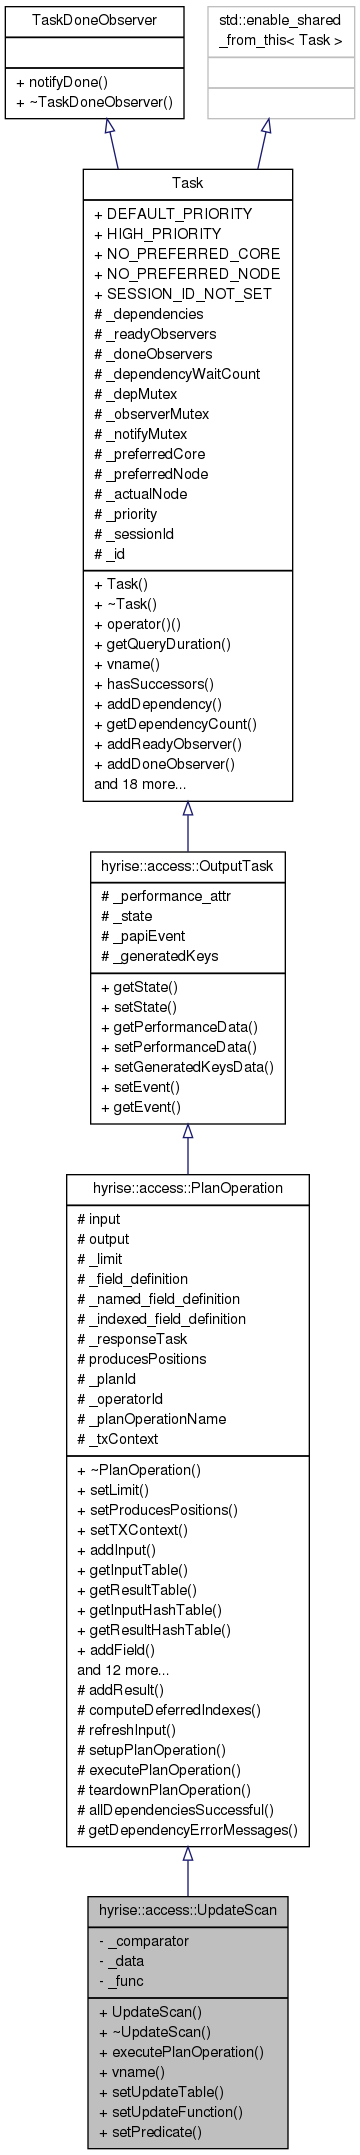 TaskDoneObserver
+ notifyDone()
+ ~TaskDoneObserver()
std::enable_shared
_from_this< Task >
Task
+ DEFAULT_PRIORITY
+ HIGH_PRIORITY
+ NO_PREFERRED_CORE
+ NO_PREFERRED_NODE
+ SESSION_ID_NOT_SET
# _dependencies
# _readyObservers
# _doneObservers
# _dependencyWaitCount
# _depMutex
# _observerMutex
# _notifyMutex
# _preferredCore
# _preferredNode
# _actualNode
# _priority
# _sessionId
# _id
+ Task()
+ ~Task()
+ operator()()
+ getQueryDuration()
+ vname()
+ hasSuccessors()
+ addDependency()
+ getDependencyCount()
+ addReadyObserver()
+ addDoneObserver()
and 18 more...
hyrise::access::OutputTask
# _performance_attr
# _state
# _papiEvent
# _generatedKeys
+ getState()
+ setState()
+ getPerformanceData()
+ setPerformanceData()
+ setGeneratedKeysData()
+ setEvent()
+ getEvent()
hyrise::access::PlanOperation
# input
# output
# _limit
# _field_definition
# _named_field_definition
# _indexed_field_definition
# _responseTask
# producesPositions
# _planId
# _operatorId
# _planOperationName
# _txContext
+ ~PlanOperation()
+ setLimit()
+ setProducesPositions()
+ setTXContext()
+ addInput()
+ getInputTable()
+ getResultTable()
+ getInputHashTable()
+ getResultHashTable()
+ addField()
and 12 more...
# addResult()
# computeDeferredIndexes()
# refreshInput()
# setupPlanOperation()
# executePlanOperation()
# teardownPlanOperation()
# allDependenciesSuccessful()
# getDependencyErrorMessages()
hyrise::access::UpdateScan
- _comparator
- _data
- _func
+ UpdateScan()
+ ~UpdateScan()
+ executePlanOperation()
+ vname()
+ setUpdateTable()
+ setUpdateFunction()
+ setPredicate()